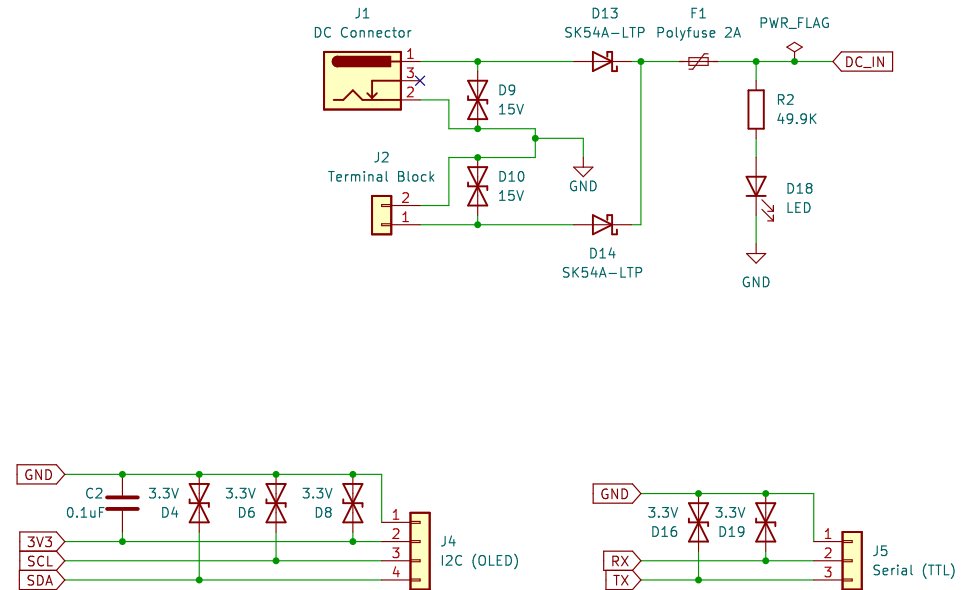 J1
DC Connector
1
3
2
D9
15V
D13
SK54A-LTP
F1
Polyfuse 2A
PWR_FLAG
DC_IN
R2
49.9K
D18
LED
GND
GND
J2
Terminal Block
2
1
D10
15V
D14
SK54A-LTP
GND
C2
0.1uF
3.3V
D4
3.3V
D6
3.3V
D8
3V3
SCL
SDA
1
2
3
4
J4
I2C (OLED)
GND
3.3V
D16
3.3V
D19
RX
TX
1
2
3
J5
Serial (TTL)